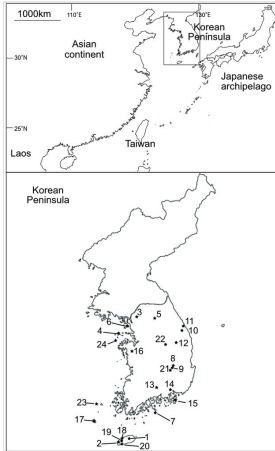 110°E
130°E
1000km
Korean
Peninsula
Asian
continent
30°N
Japanese
archipelago
25°N
Taiwan
Laos
Korean
Peninsula
3
5
6
11
4
10
24
22
12
16
8
21
9
13
14
15
23
7
17
18
19
1
2
20